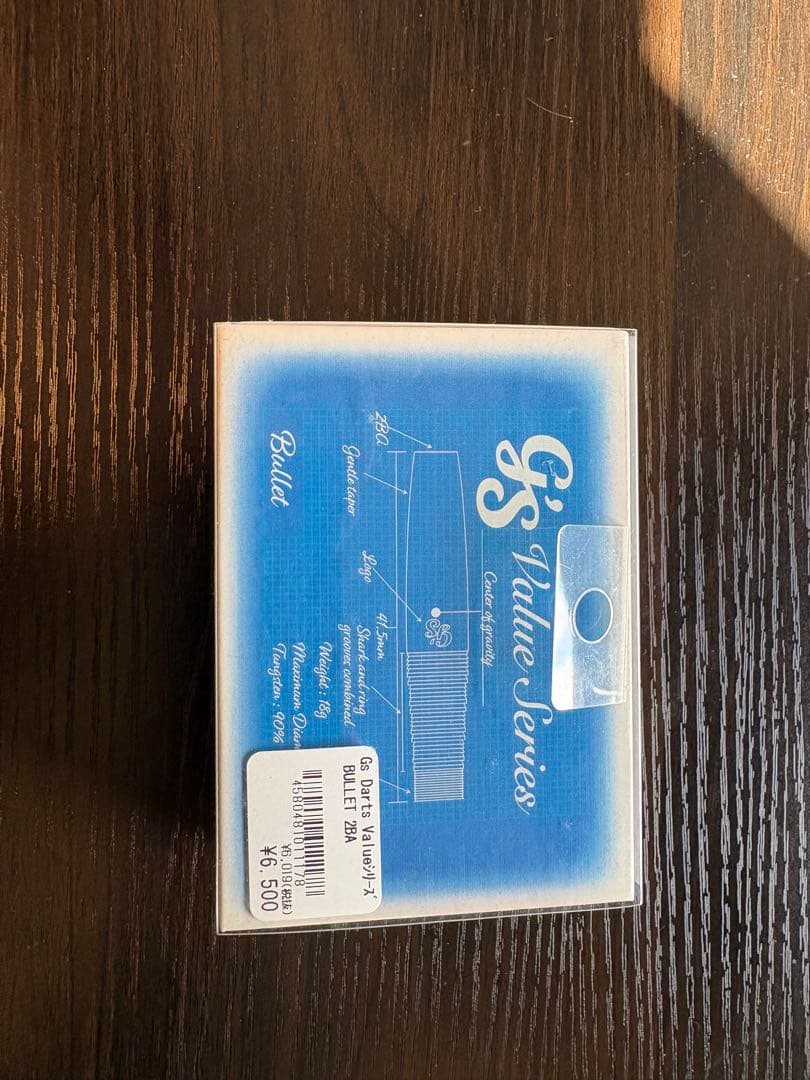 G's Value Series
Center of gravity
G's
2BA
Gentle taper
Logo
41.5mm
Shark and ring
grooves combined
Bullet
Weight : 18g
Maximum Diam
Tungsten : 90%
Gs Darts Valueシリーズ
BULLET 2BA
4580481011178
¥6,019(税抜)
¥6,500